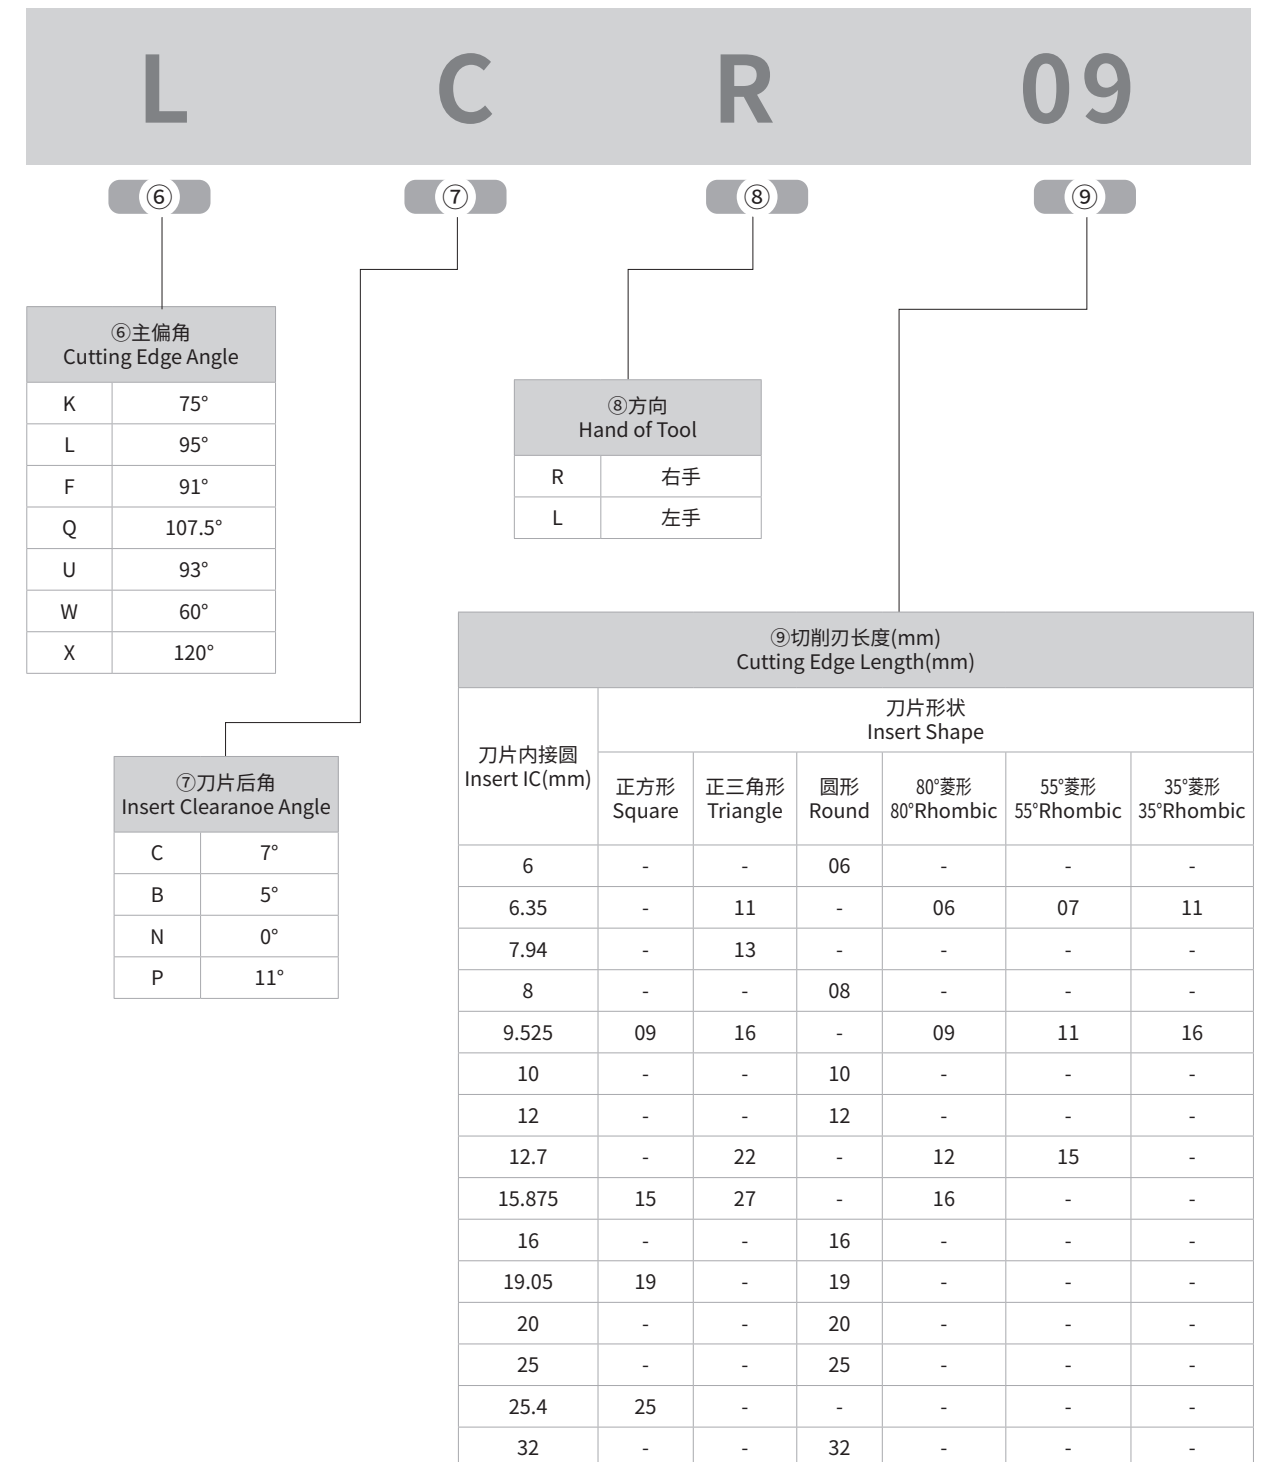 L C R 09
⑥ ⑦ ⑧ ⑨
⑥主偏角
Cutting Edge Angle
K 75°
L 95°
F 91°
Q 107.5°
U 93°
W 60°
X 120°
⑦刀片后角
Insert Clearanoe Angle
C 7°
B 5°
N 0°
P 11°
⑧方向
Hand of Tool
R 右手
L 左手
⑨切削刃长度(mm)
Cutting Edge Length(mm)
刀片内接圆
Insert IC(mm)
刀片形状
Insert Shape
正方形 正三角形 圆形 80°菱形 55°菱形 35°菱形
Square Triangle Round 80°Rhombic 55°Rhombic 35°Rhombic
6 - - 06 - - -
6.35 - 11 - 06 07 11
7.94 - 13 - - - -
8 - - 08 - - -
9.525 09 16 - 09 11 16
10 - - 10 - - -
12 - - 12 - - -
12.7 - 22 - 12 15 -
15.875 15 27 - 16 - -
16 - - 16 - - -
19.05 19 - 19 - - -
20 - - 20 - - -
25 - - 25 - - -
25.4 25 - - - - -
32 - - 32 - - -